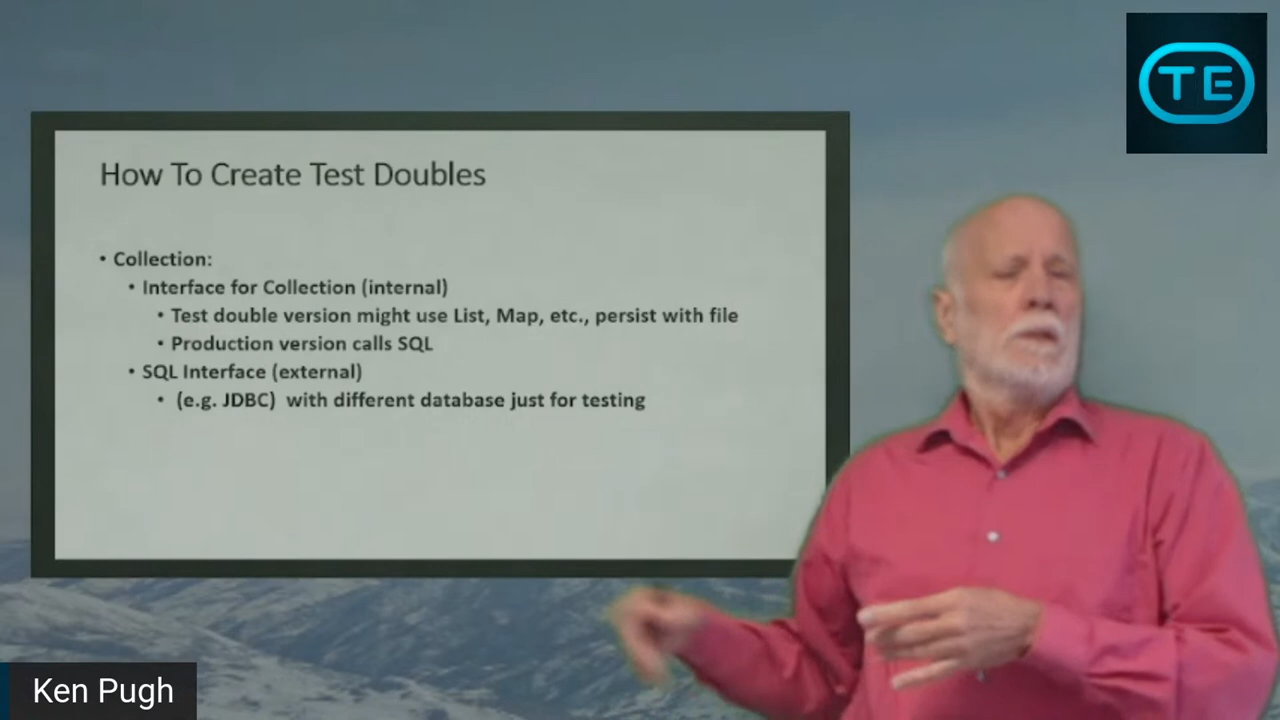 TE
How To Create Test Doubles
• Collection:
• Interface for Collection (internal)
• Test double version might use List, Map, etc., persist with file
• Production version calls SQL
• SQL Interface (external)
• (e.g. JDBC) with different database just for testing
Ken Pugh